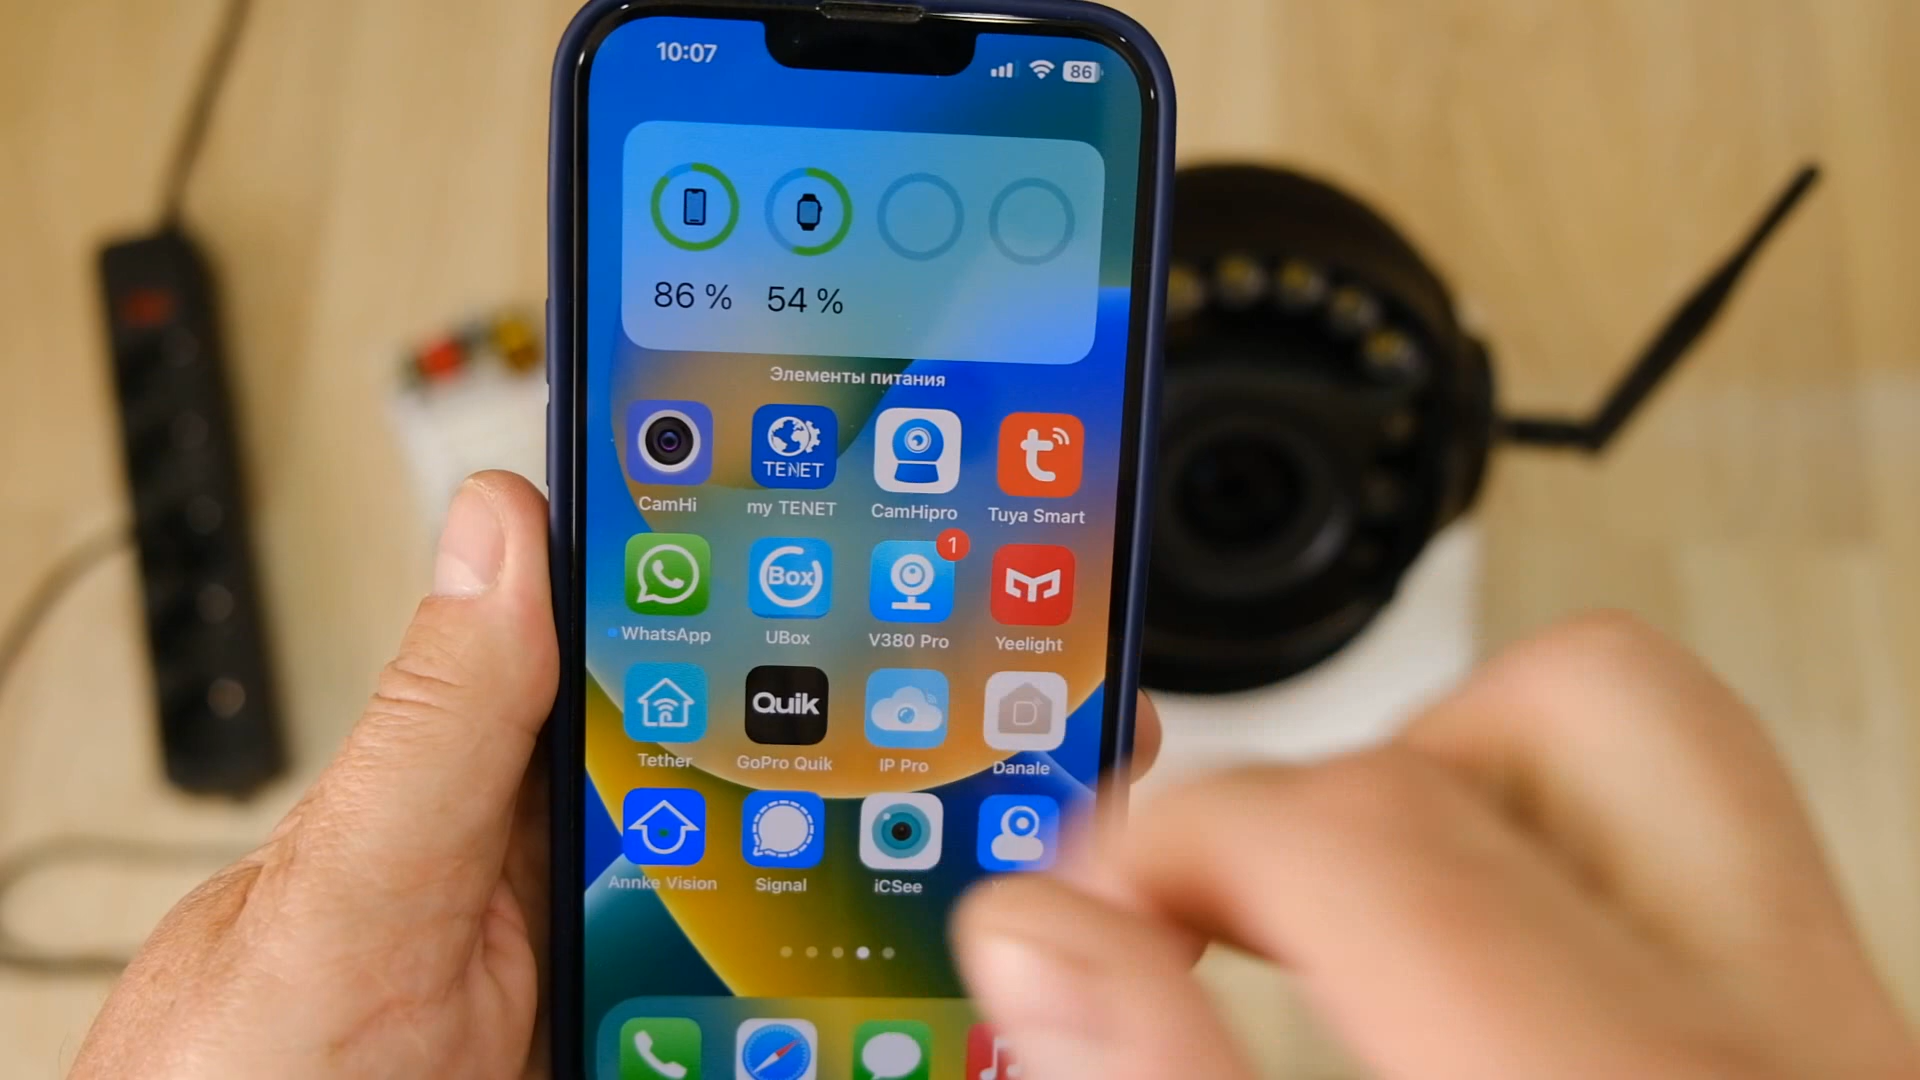 10:07
86
86 %
54 %
Элементы питания
TENET
CamHi
my TENET
CamHipro
Tuya Smart
Box
1
WhatsApp
UBox
V380 Pro
Yeelight
Quik
Tether
GoPro Quik
IP Pro
Danale
Annke Vision
Signal
iCSee